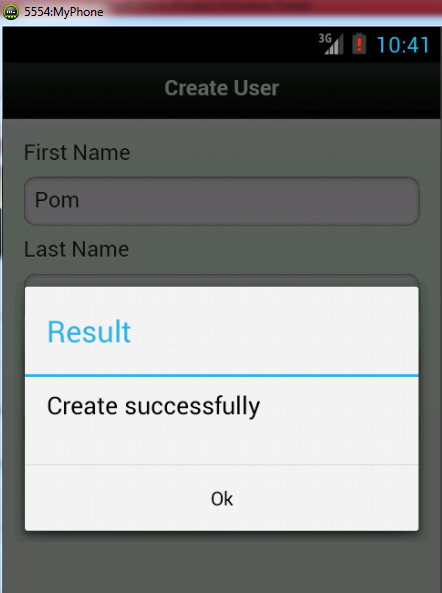 5554:MyPhone
3G
10:41
Create User
First Name
Pom
Last Name
Result
Create successfully
Ok